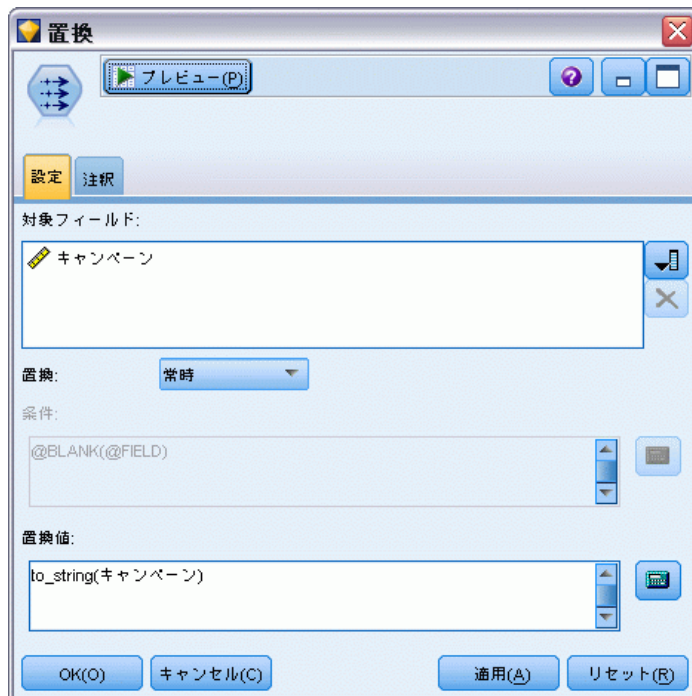 置換
プレビュー(P)
設定
注釈
対象フィールド:
キャンペーン
置換:
常時
条件:
@BLANK(@FIELD)
置換値:
to_string(キャンペーン)
OK(O)
キャンセル(C)
適用(A)
リセット(R)